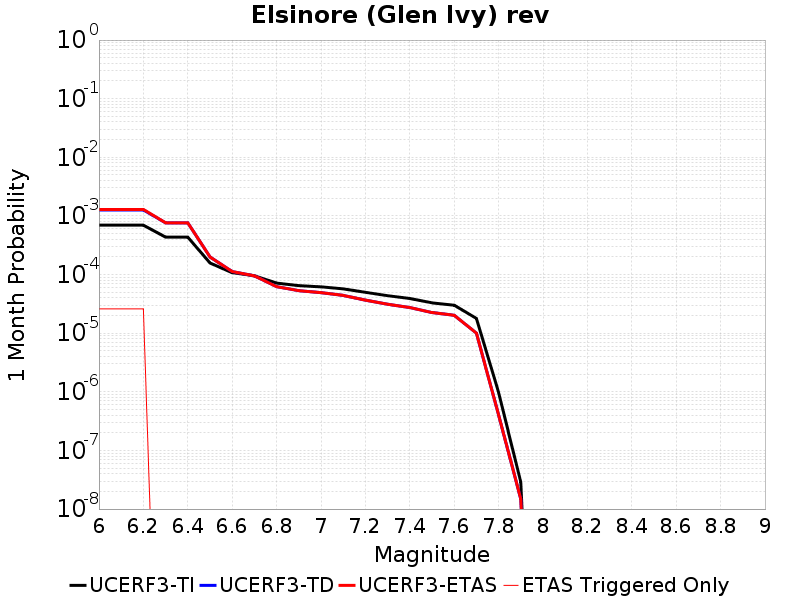 Elsinore (Glen Ivy) rev
1 Month Probability
10^0
10^-1
10^-2
10^-3
10^-4
10^-5
10^-6
10^-7
10^-8
6 6.2 6.4 6.6 6.8 7 7.2 7.4 7.6 7.8 8 8.2 8.4 8.6 8.8 9
Magnitude
UCERF3-TI UCERF3-TD UCERF3-ETAS ETAS Triggered Only